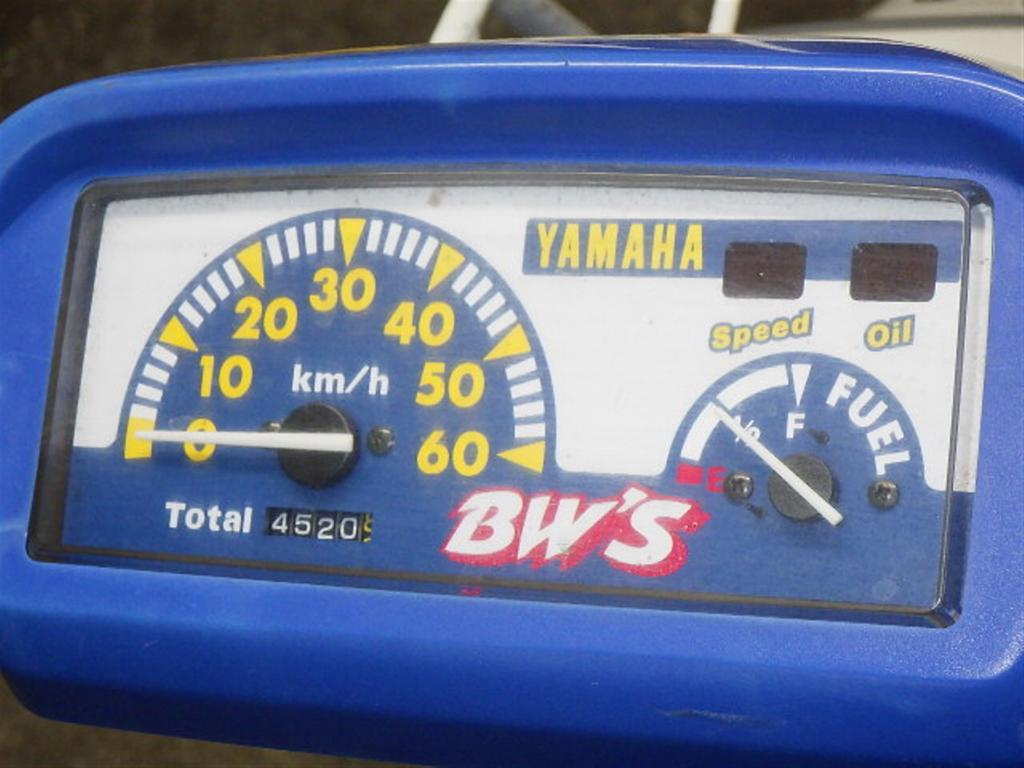 YAMAHA
Speed
Oil
0
10
20
30
40
50
60
km/h
E
½
F
FUEL
Total 4520
BW'S